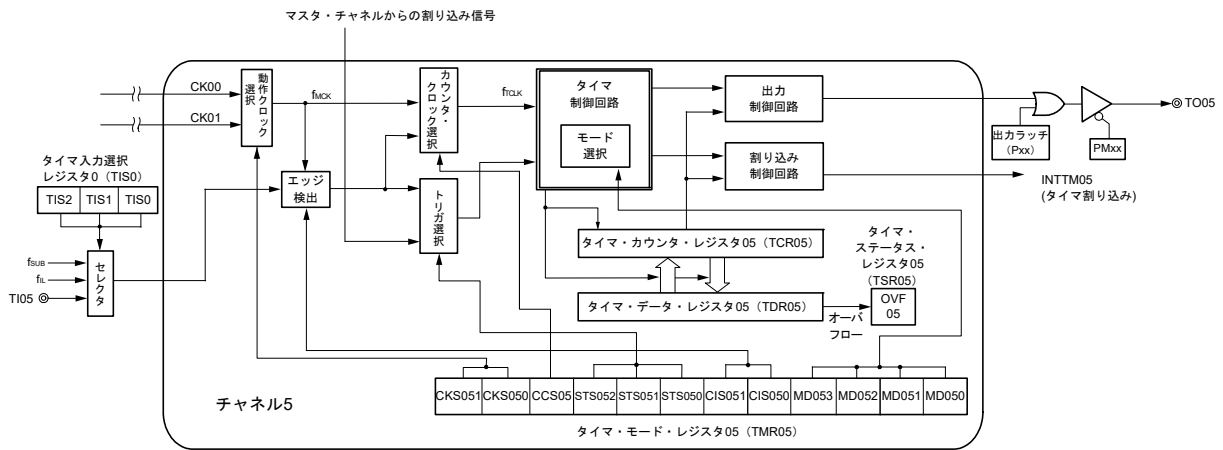 マスタ・チャネルからの割り込み信号
CK00
CK01
動作クロック
選択
fMCK
カウンタ・
クロック選択
fTCLK
タイマ
制御回路
モード
選択
出力
制御回路
TO05
出力ラッチ
(Pxx)
PMxx
割り込み
制御回路
INTTM05
(タイマ割り込み)
タイマ入力選択
レジスタ0（TIS0）
TIS2
TIS1
TIS0
エッジ
検出
トリガ選択
fSUB
fIL
TI05
セレクタ
タイマ・カウンタ・レジスタ05（TCR05）
タイマ・データ・レジスタ05（TDR05）
タイマ・
ステータス・
レジスタ05
（TSR05）
OVF
05
オーバ
フロー
チャネル5
CKS051
CKS050
CCS05
STS052
STS051
STS050
CIS051
CIS050
MD053
MD052
MD051
MD050
タイマ・モード・レジスタ05（TMR05）